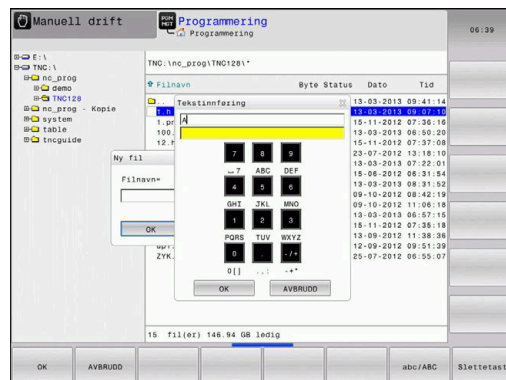 Manuell drift
PGM
MGT
Programmering
Programmering
06:39
E:\
TNC:\
nc_prog
demo
TNC128
nc_prog - Kopie
system
table
tncguide
TNC:\nc_prog\TNC128\*
Filnavn Byte Status Dato Tid
..
13-03-2013 09:41:14
1.h 13-03-2013 09:07:10
15-11-2012 07:36:16
100. 13-03-2013 06:50:20
12.h 15-11-2012 07:37:08
23-07-2012 13:18:10
13-03-2013 07:22:01
15-06-2012 06:31:54
13-03-2013 08:31:52
09-10-2012 08:42:19
09-10-2012 11:06:18
13-03-2013 06:57:15
15-11-2012 07:35:18
13-09-2012 11:38:36
12-09-2012 09:51:39
ZYK. 25-07-2012 06:55:07
Ny fil
Filnavn=
OK
Tekstinnføring
A
7 8 9
7 ABC DEF
4 5 6
GHI JKL MNO
1 2 3
PQRS TUV WXYZ
0 . -/+
0[] ..: -+*
OK AVBRUDD
15 fil(er) 146.94 GB ledig
OK AVBRUDD abc/ABC Slettetast